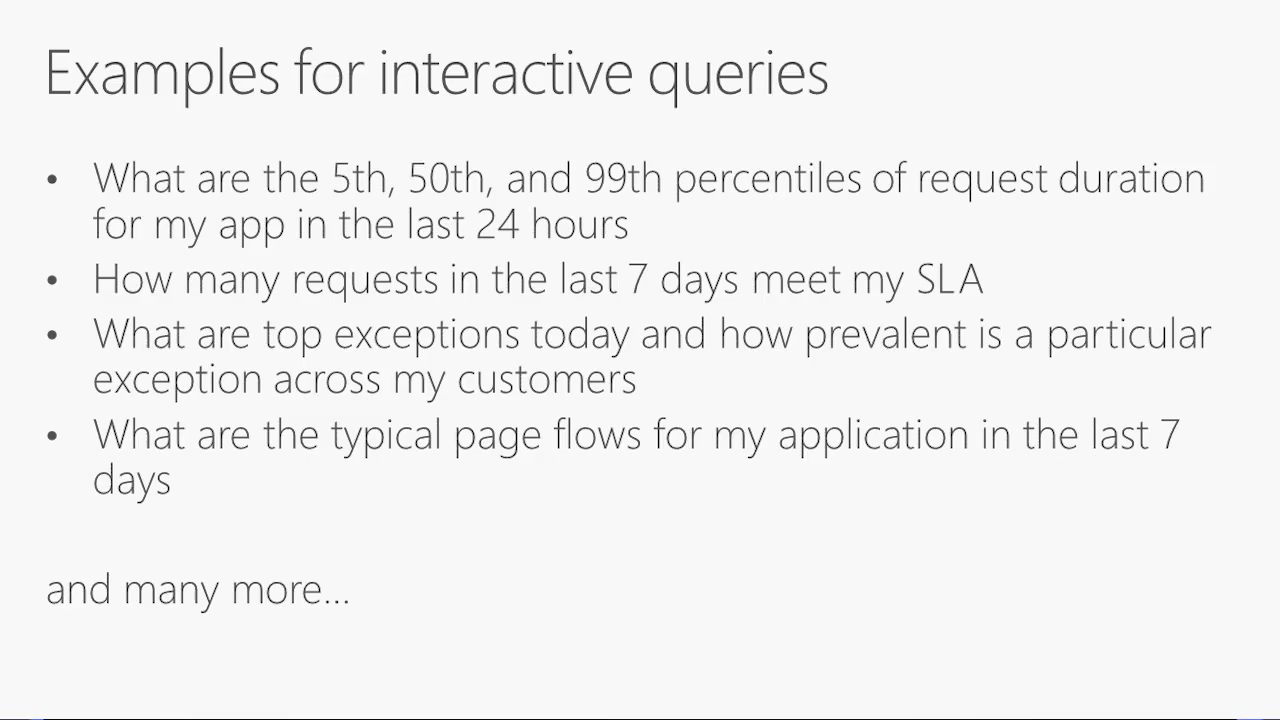 Examples for interactive queries
• What are the 5th, 50th, and 99th percentiles of request duration
for my app in the last 24 hours
• How many requests in the last 7 days meet my SLA
• What are top exceptions today and how prevalent is a particular
exception across my customers
• What are the typical page flows for my application in the last 7
days
and many more...